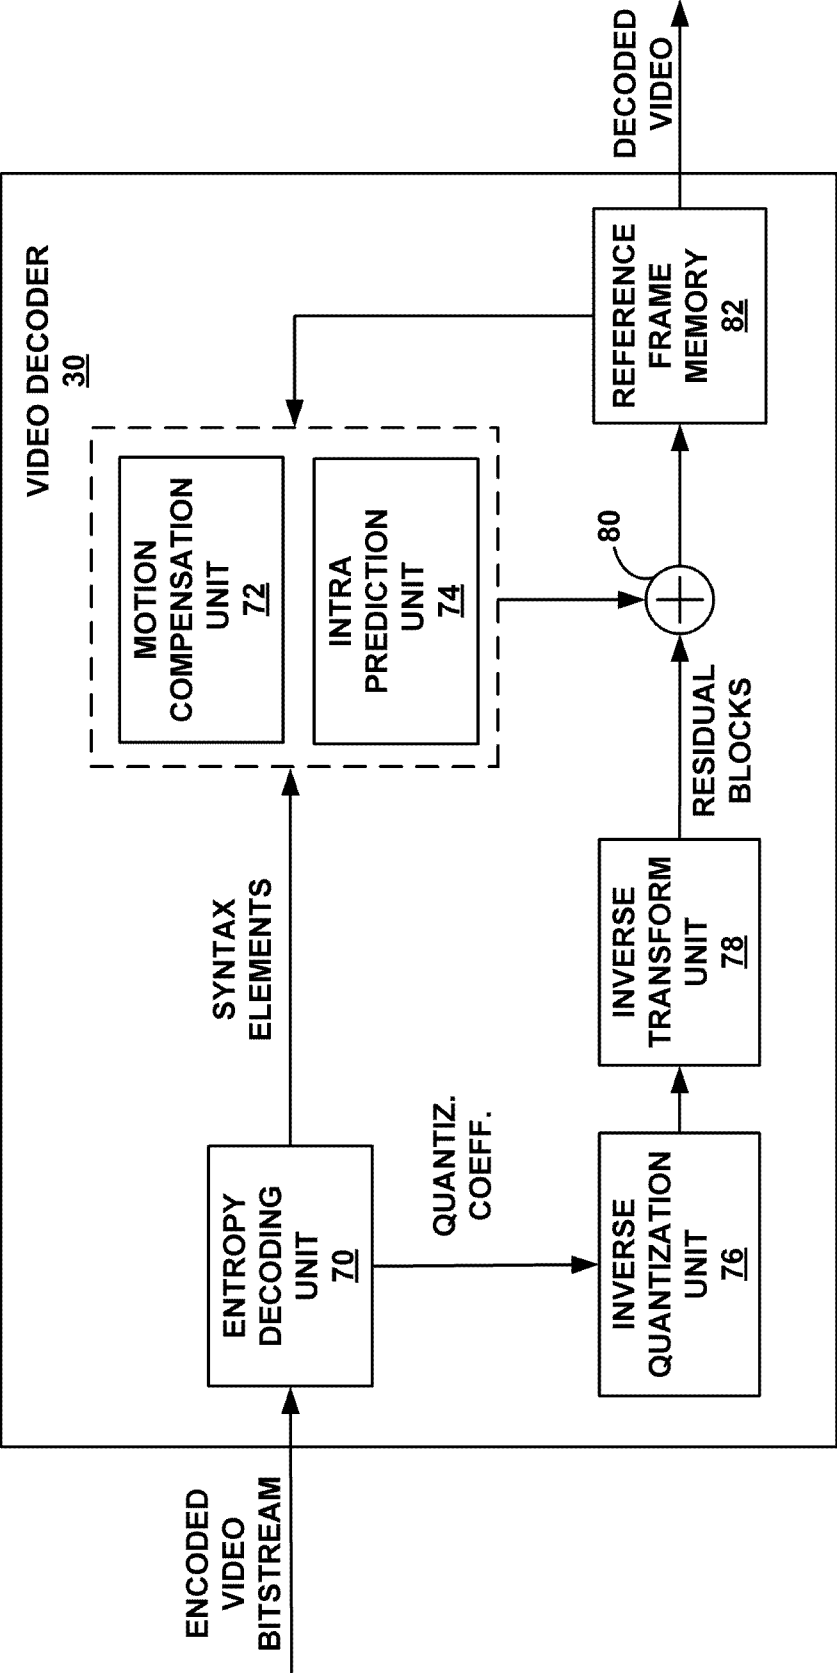 VIDEO DECODER
30
ENCODED
VIDEO
BITSTREAM
ENTROPY
DECODING
UNIT
70
SYNTAX
ELEMENTS
MOTION
COMPENSATION
UNIT
72
INTRA
PREDICTION
UNIT
74
QUANTIZ.
COEFF.
INVERSE
QUANTIZATION
UNIT
76
INVERSE
TRANSFORM
UNIT
78
RESIDUAL
BLOCKS
80
REFERENCE
FRAME
MEMORY
82
DECODED
VIDEO